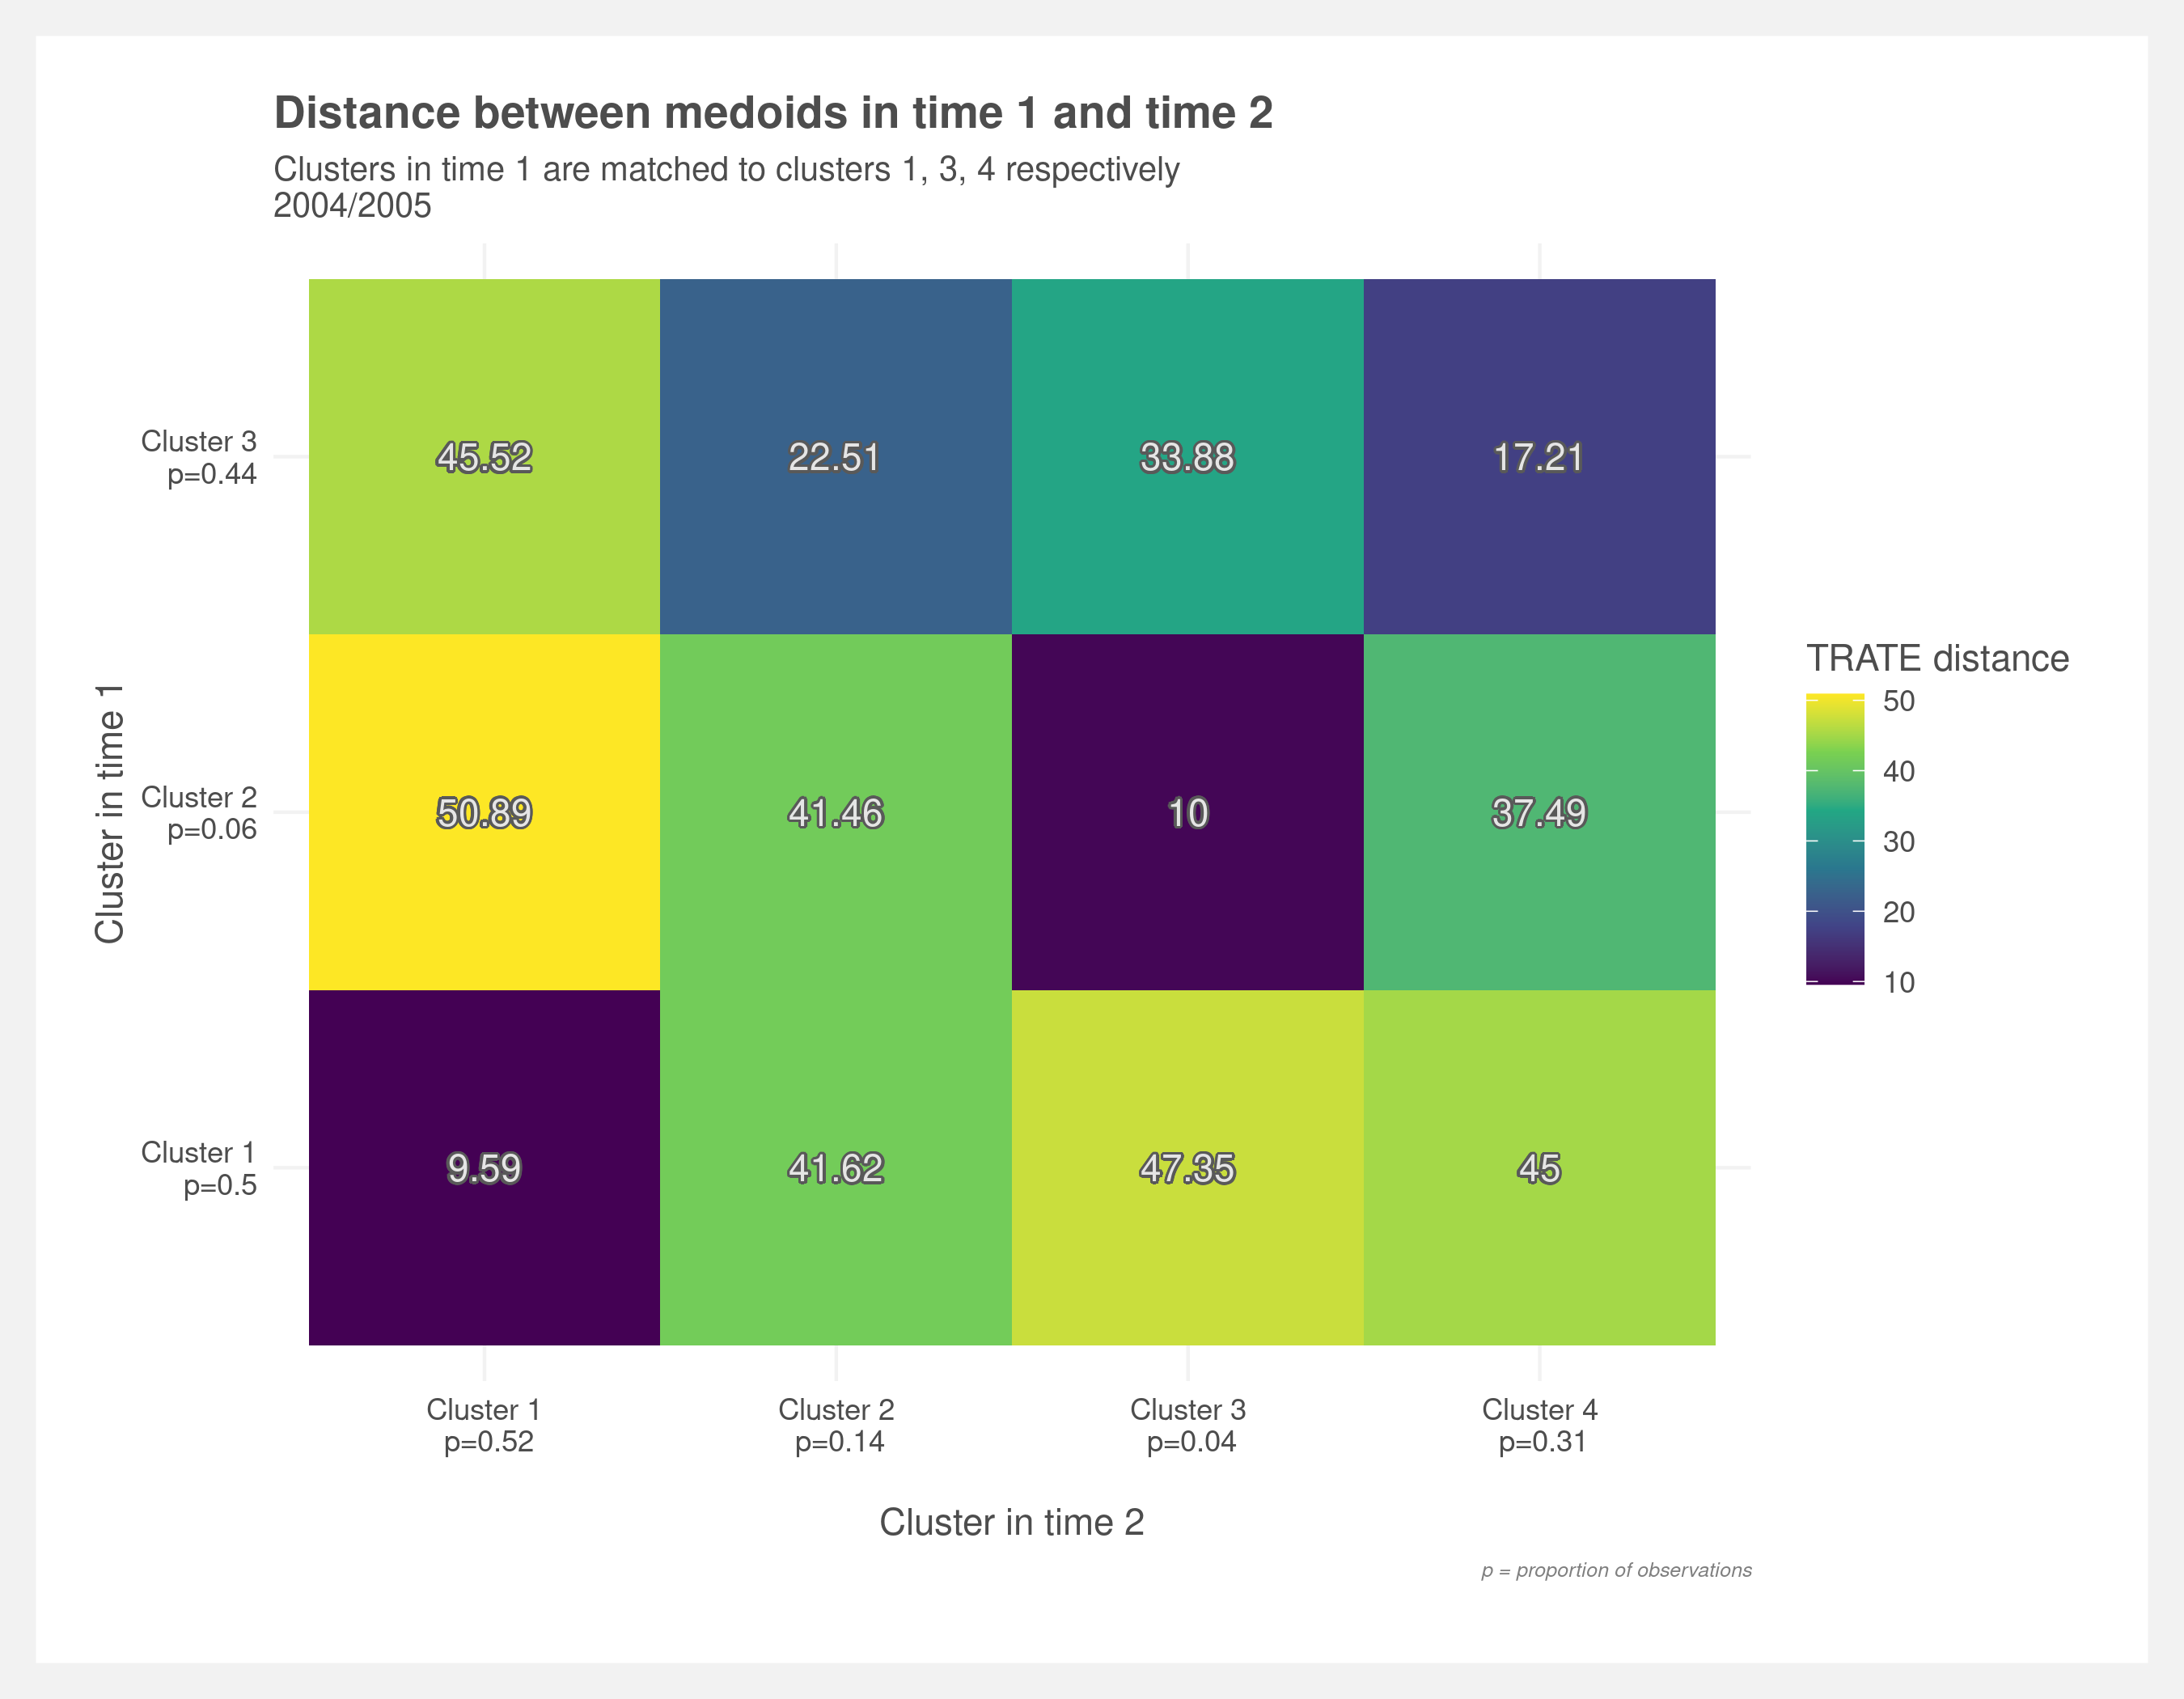 Distance between medoids in time 1 and time 2
Clusters in time 1 are matched to clusters 1, 3, 4 respectively
2004/2005
Cluster in time 1
Cluster 3
p=0.44
45.52
22.51
33.88
17.21
Cluster 2
p=0.06
50.89
41.46
10
37.49
Cluster 1
p=0.5
9.59
41.62
47.35
45
Cluster 1
p=0.52
Cluster 2
p=0.14
Cluster 3
p=0.04
Cluster 4
p=0.31
Cluster in time 2
TRATE distance
50
40
30
20
10
p = proportion of observations